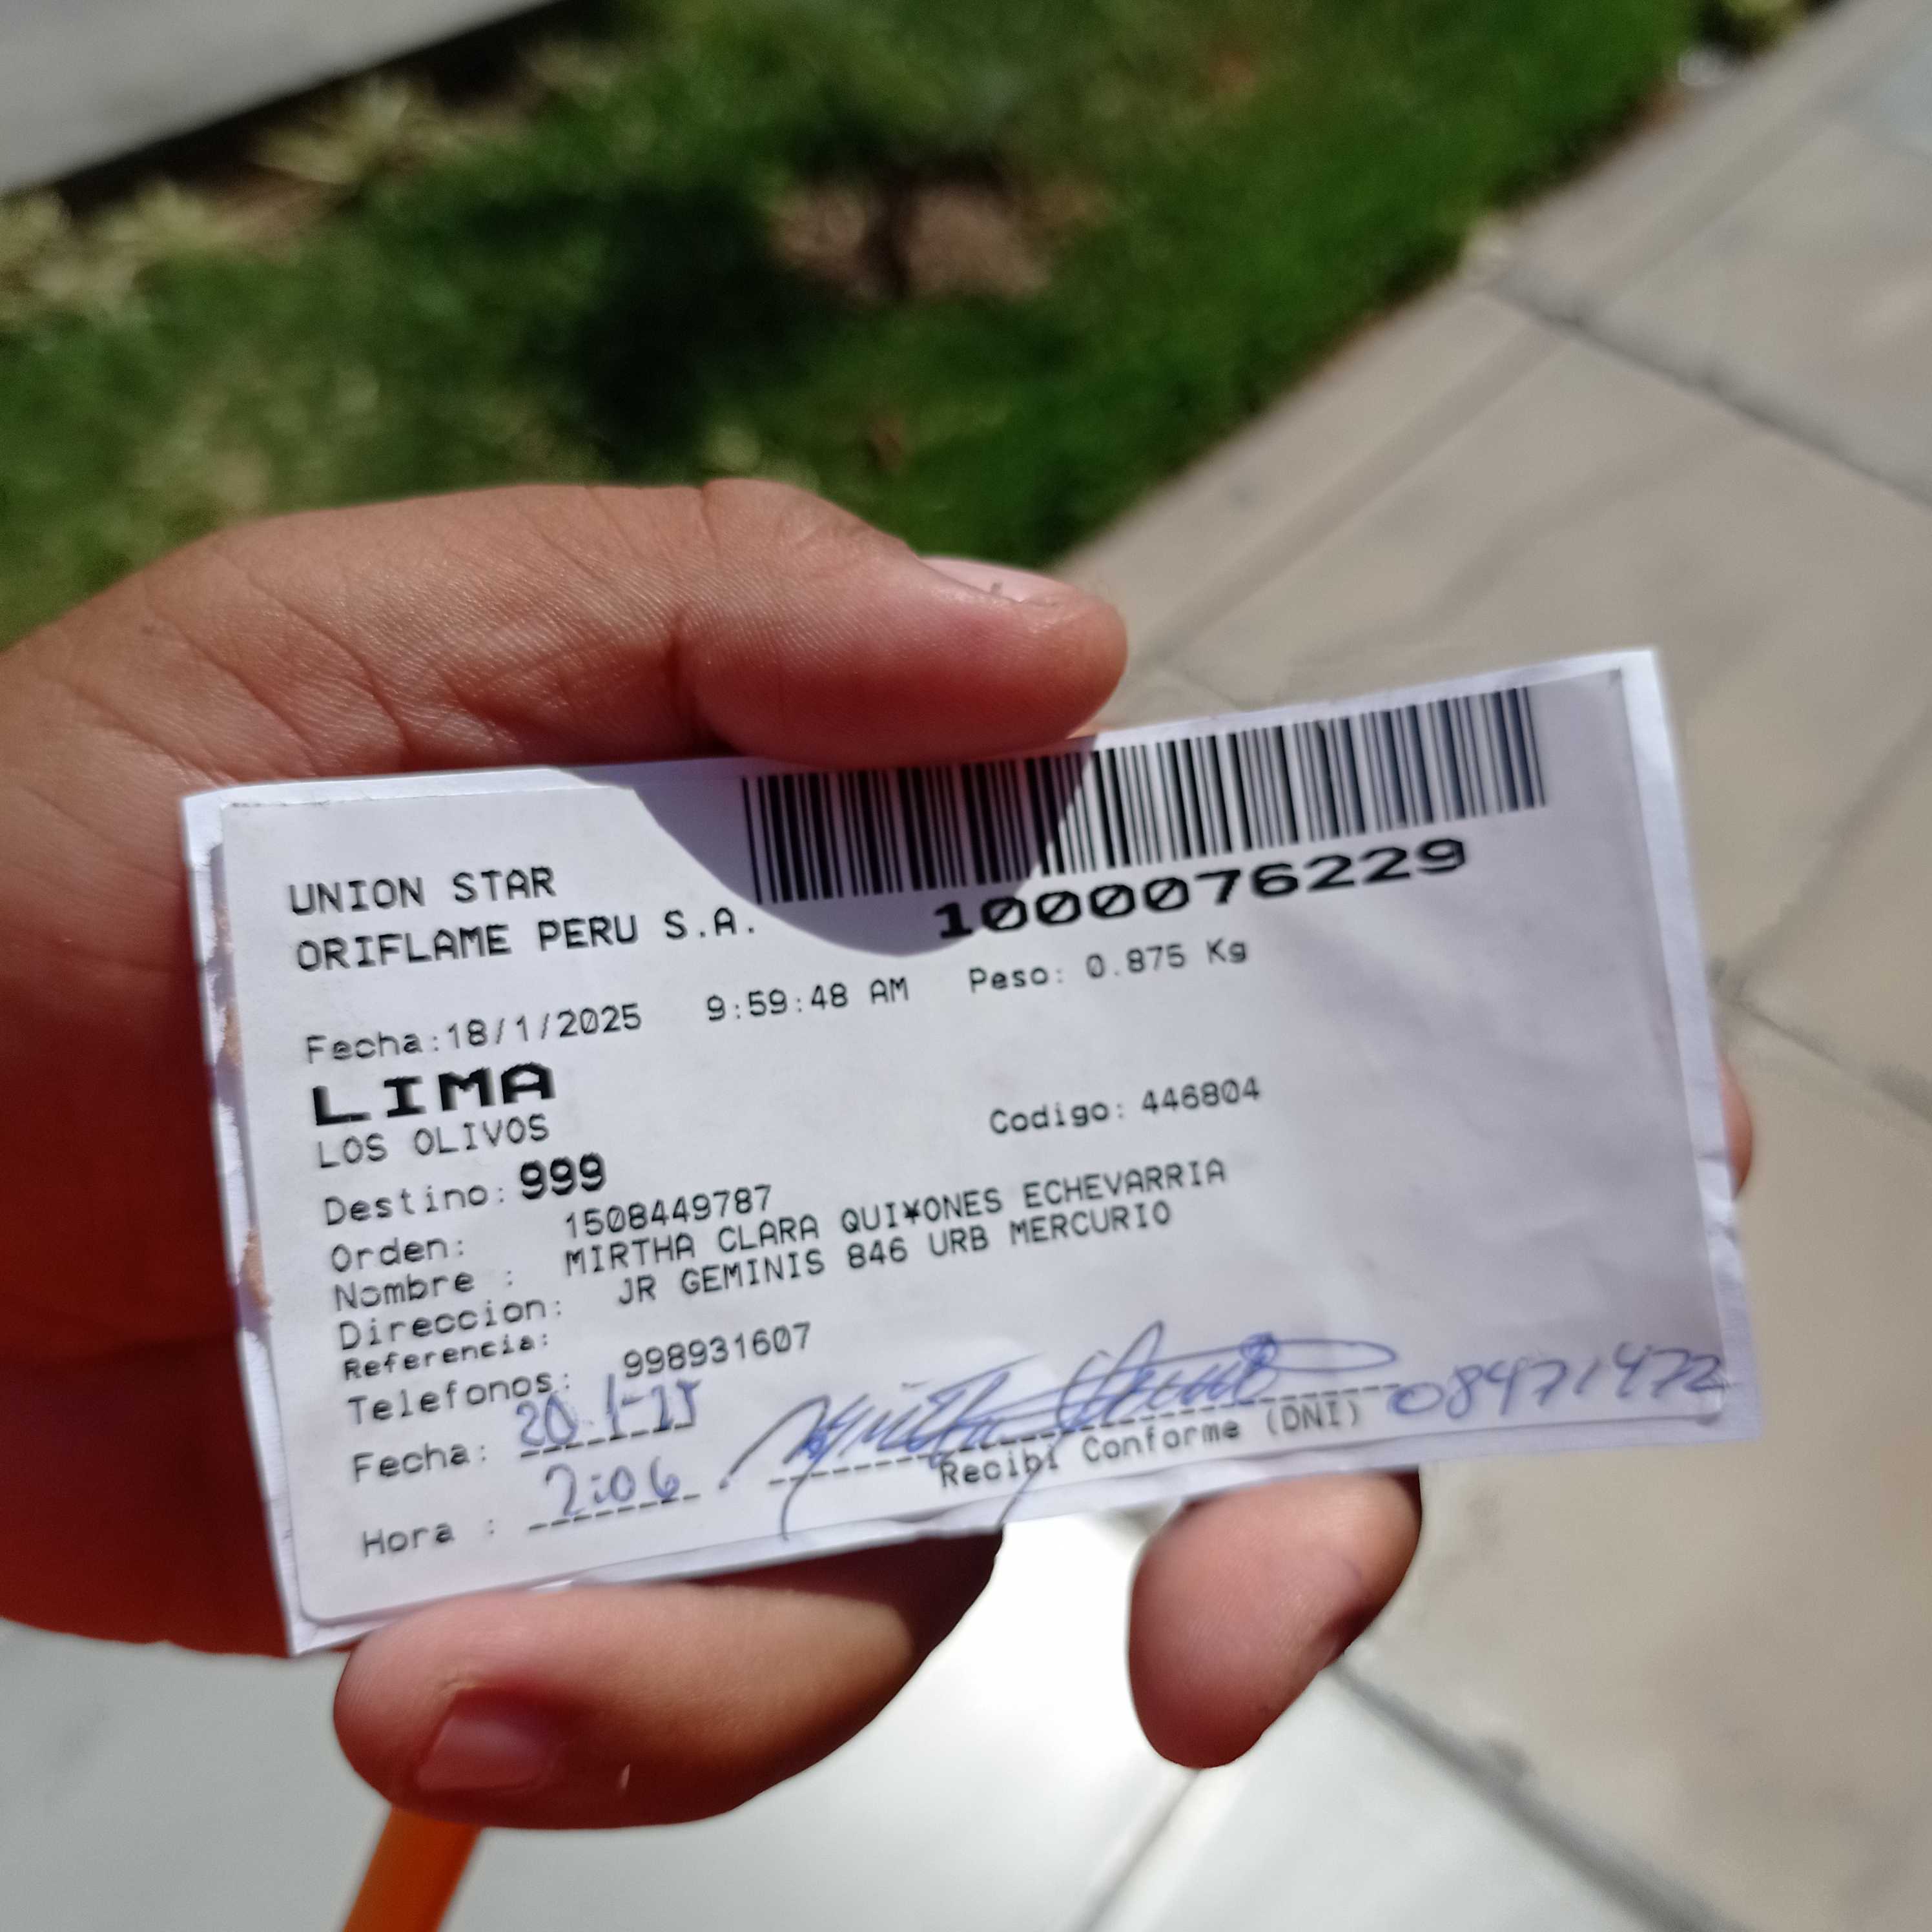 UNION STAR
ORIFLAME PERU S.A.
1000076229
Fecha:18/1/2025 9:59:48 AM Peso: 0.875 Kg
LIMA
LOS OLIVOS
Codigo: 446804
Destino: 999
Orden: 1508449787
Nombre : MIRTHA CLARA QUI¥ONES ECHEVARRIA
Direccion: JR GEMINIS 846 URB MERCURIO
Referencia:
Telefonos: 998931607
Fecha: 20-1-25
Hora : 2:06
Recibi Conforme (DNI) 08471472